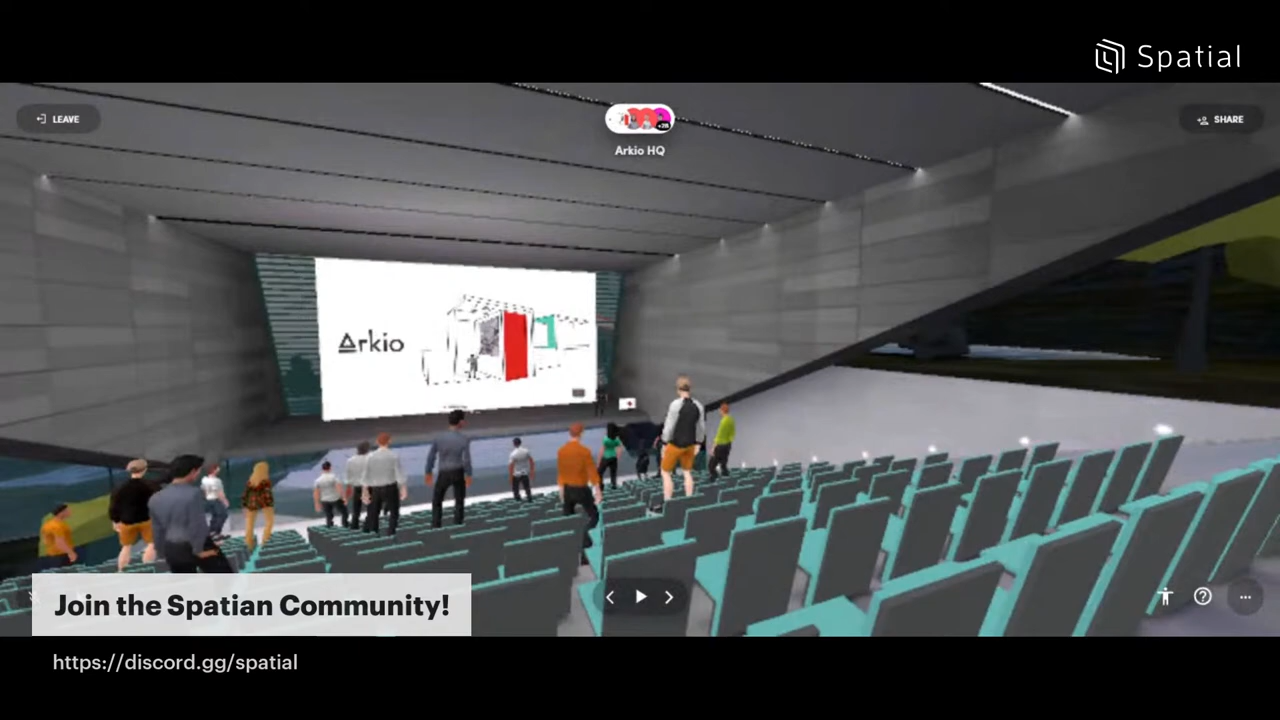 Spatial
LEAVE
SHARE
Arkio HQ
Arkio
Join the Spatian Community!
https://discord.gg/spatial